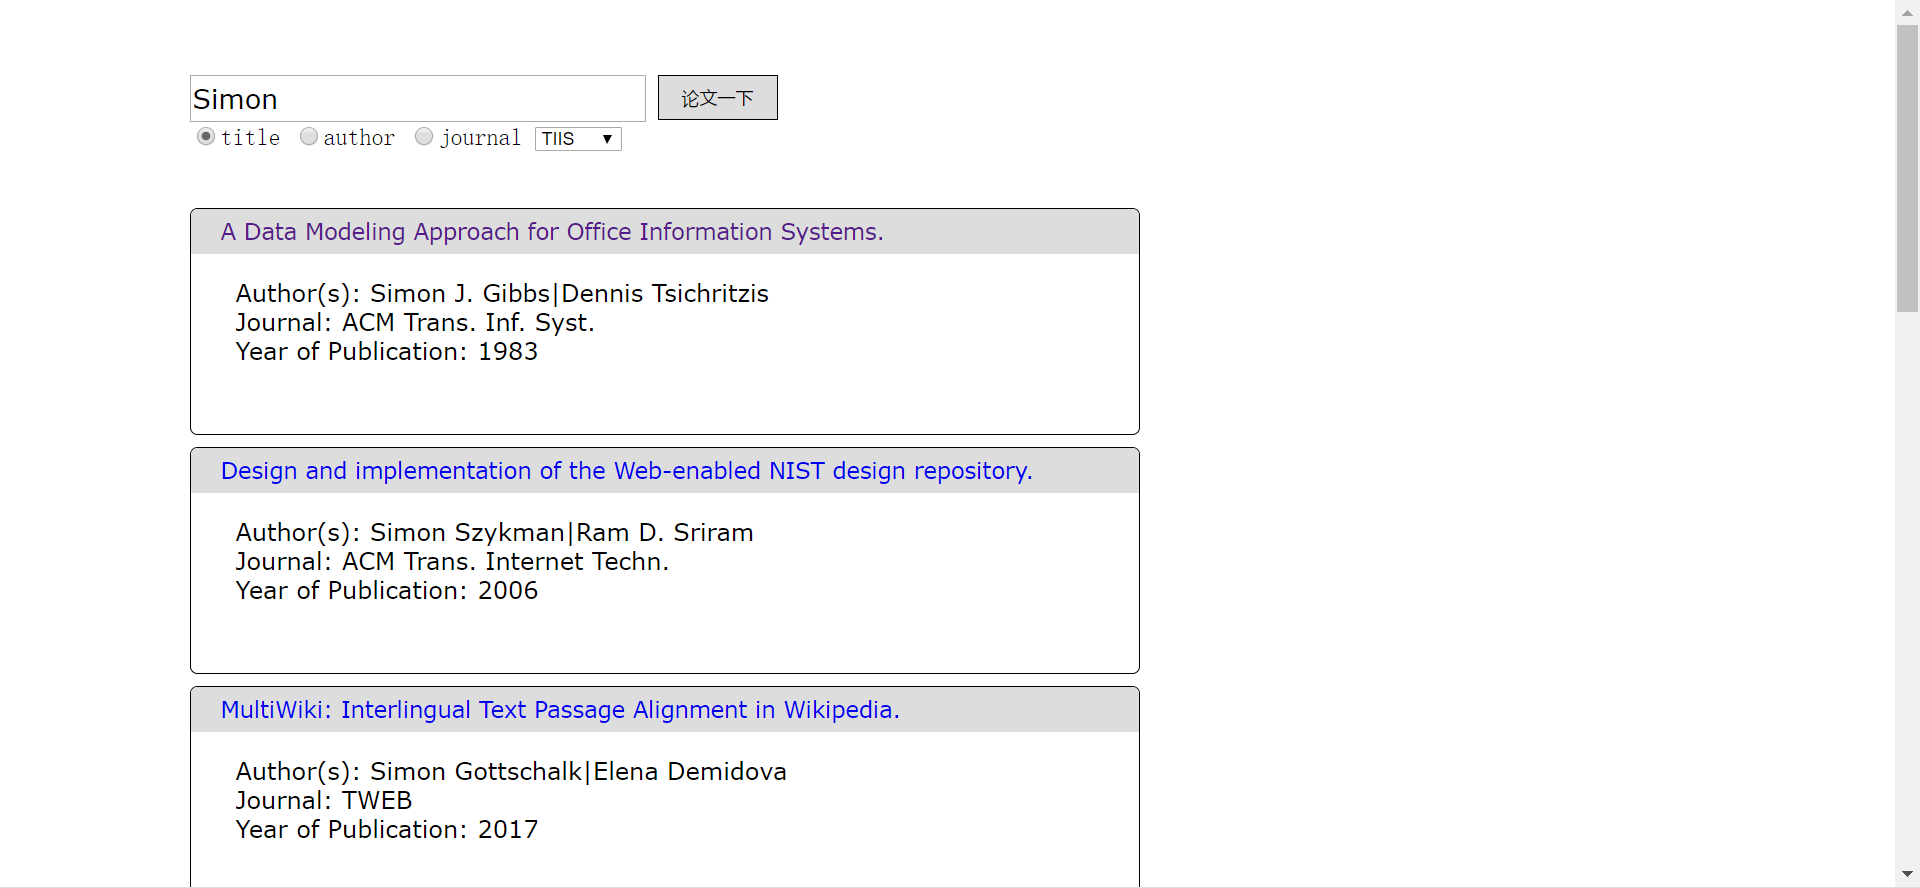 Simon
论文一下
title author journal TIIS
A Data Modeling Approach for Office Information Systems.
Author(s): Simon J. Gibbs|Dennis Tsichritzis
Journal: ACM Trans. Inf. Syst.
Year of Publication: 1983
Design and implementation of the Web-enabled NIST design repository.
Author(s): Simon Szykman|Ram D. Sriram
Journal: ACM Trans. Internet Techn.
Year of Publication: 2006
MultiWiki: Interlingual Text Passage Alignment in Wikipedia.
Author(s): Simon Gottschalk|Elena Demidova
Journal: TWEB
Year of Publication: 2017